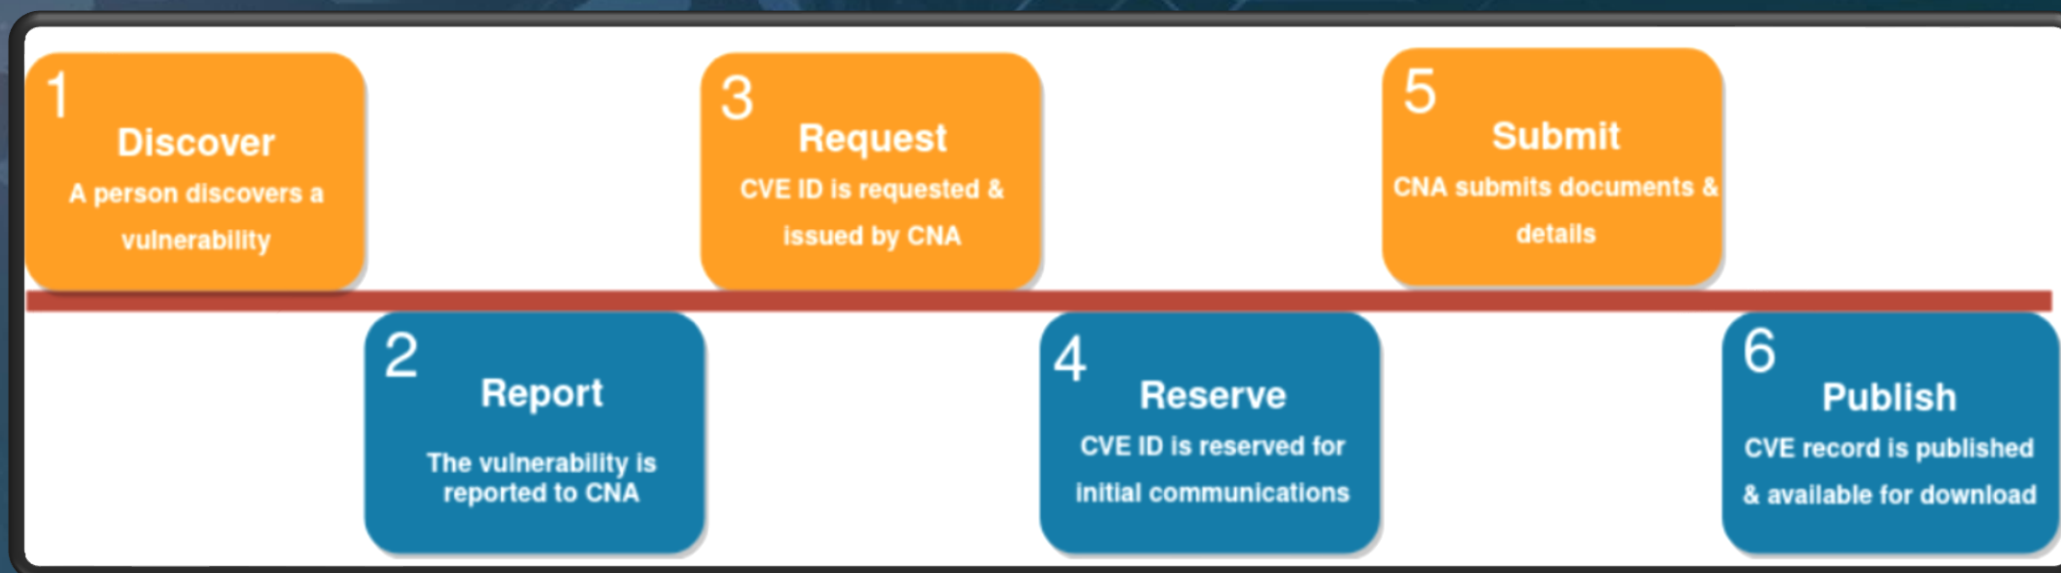 1
Discover
A person discovers a
vulnerability
2
Report
The vulnerability is
reported to CNA
3
Request
CVE ID is requested &
issued by CNA
4
Reserve
CVE ID is reserved for
initial communications
5
Submit
CNA submits documents &
details
6
Publish
CVE record is published
& available for download